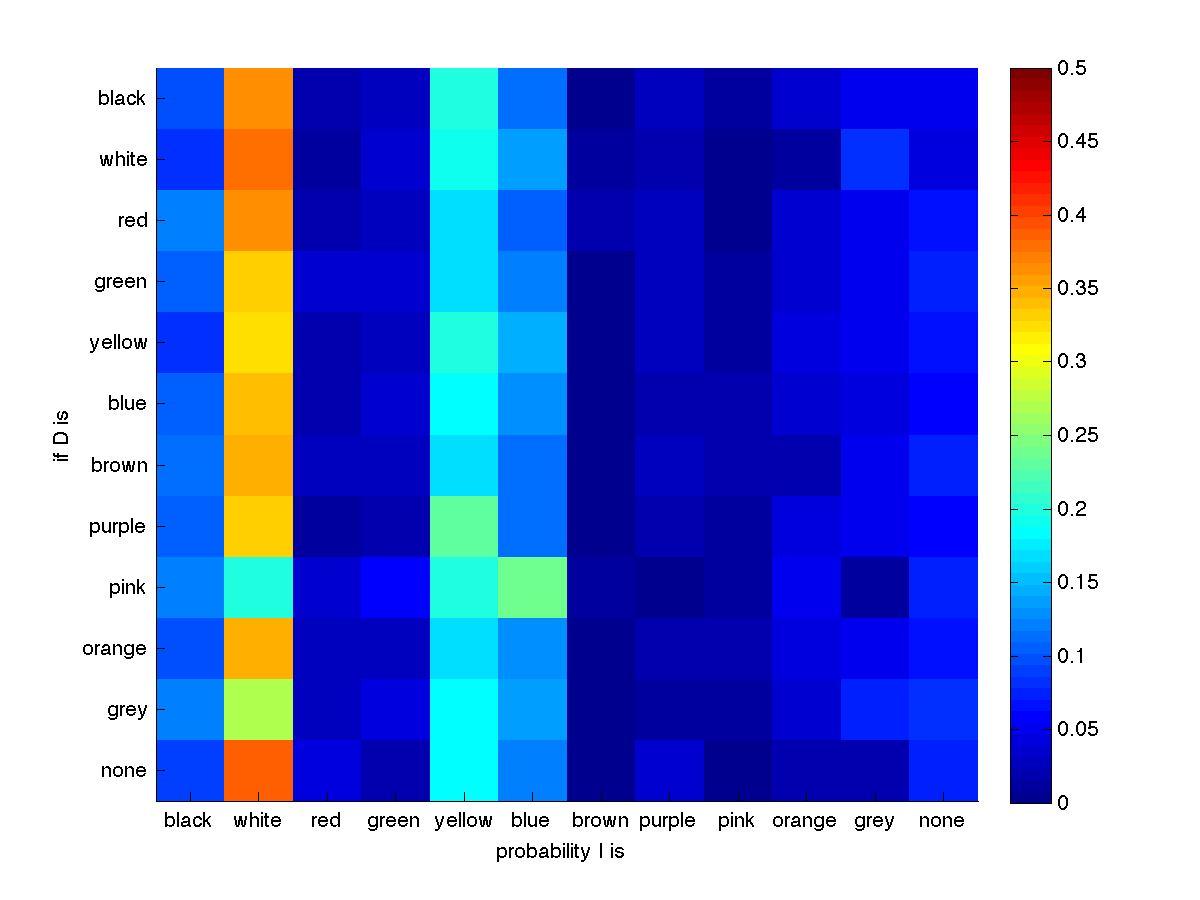 if D is
black
white
red
green
yellow
blue
brown
purple
pink
orange
grey
none
black white red green yellow blue brown purple pink orange grey none
probability I is
0.5
0.45
0.4
0.35
0.3
0.25
0.2
0.15
0.1
0.05
0